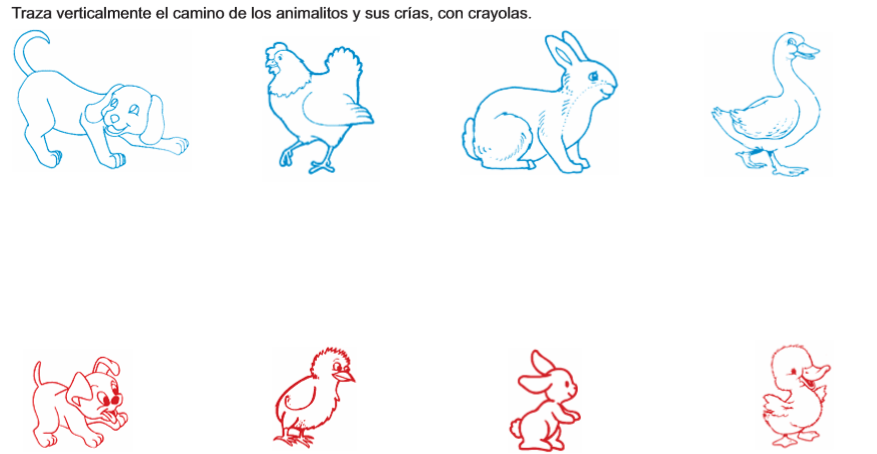 Traza verticalmente el camino de los animalitos y sus crías, con crayolas.